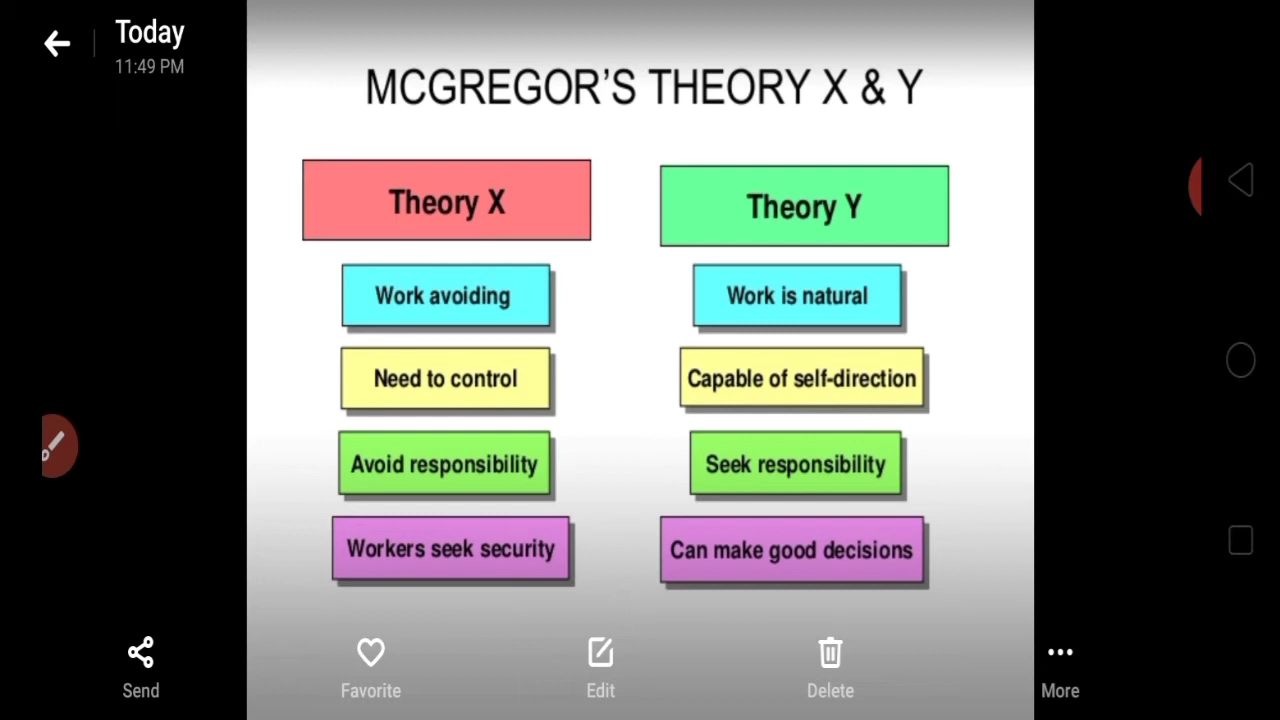 Today
11:49 PM
MCGREGOR'S THEORY X & Y
Theory X
Theory Y
Work avoiding
Work is natural
Need to control
Capable of self-direction
Avoid responsibility
Seek responsibility
Workers seek security
Can make good decisions
Send
Favorite
Edit
Delete
More